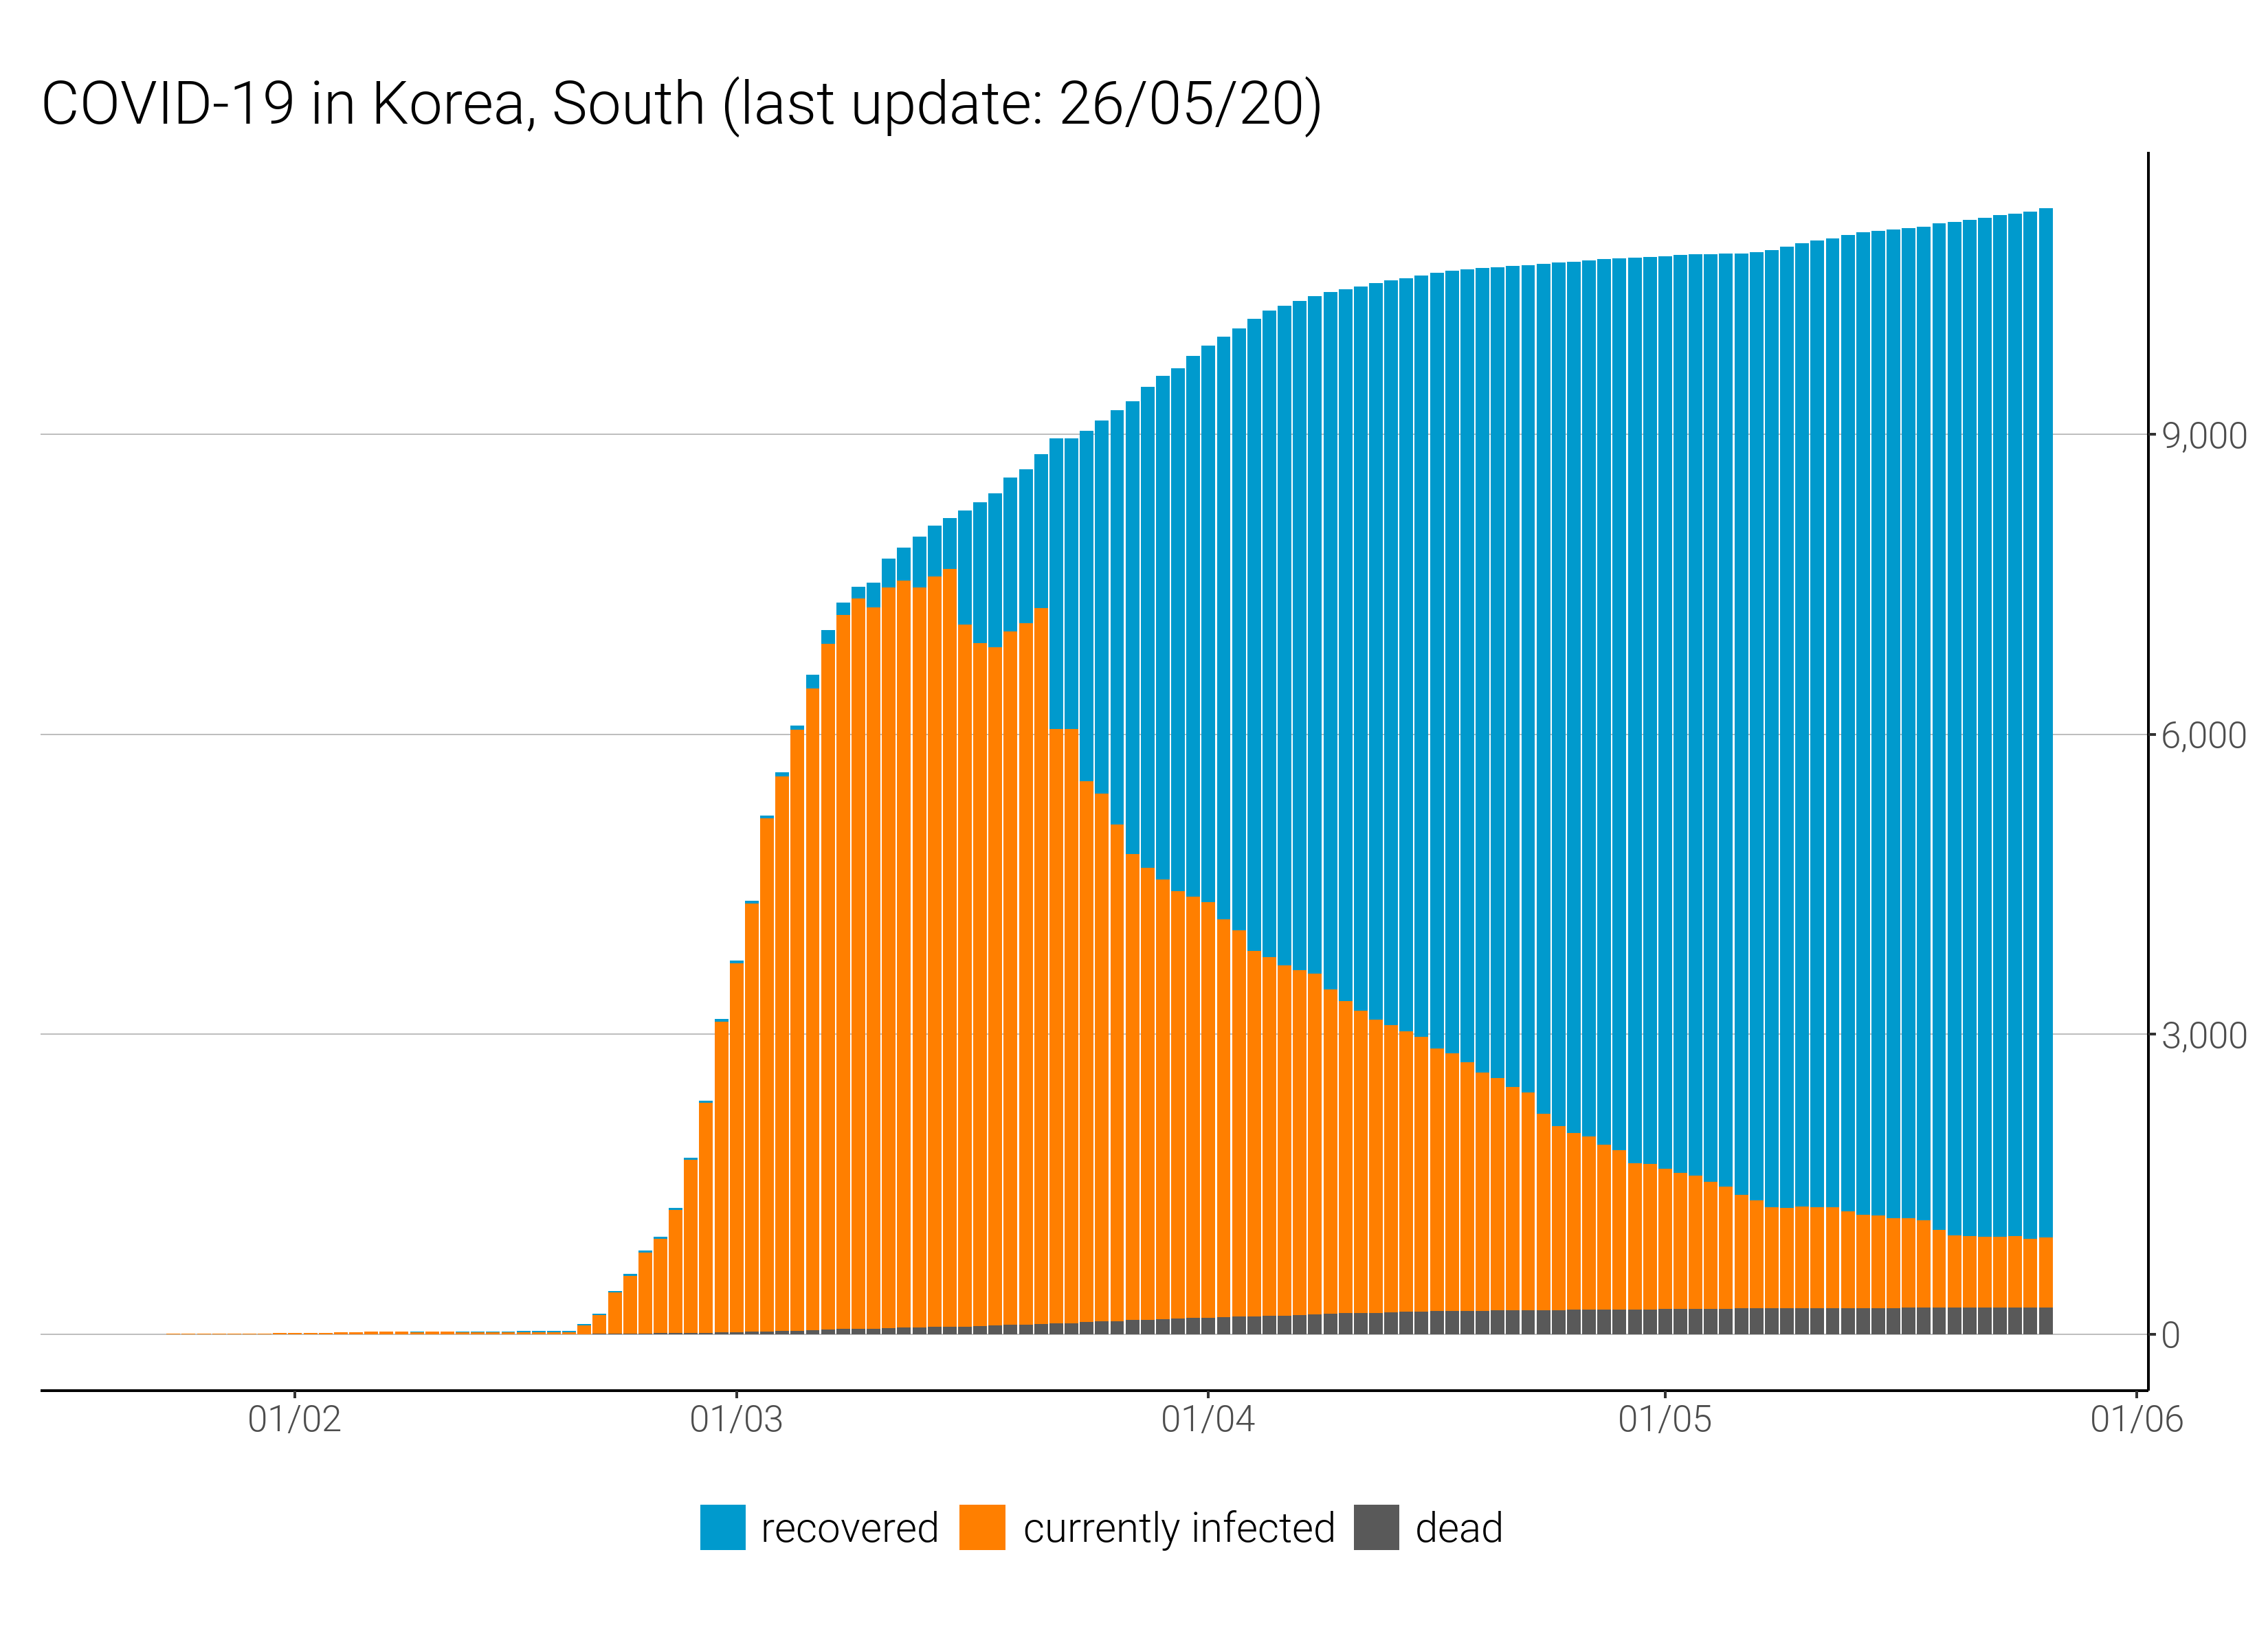 COVID-19 in Korea, South (last update: 26/05/20)
9,000
6,000
3,000
0
01/02 01/03 01/04 01/05 01/06
recovered currently infected dead